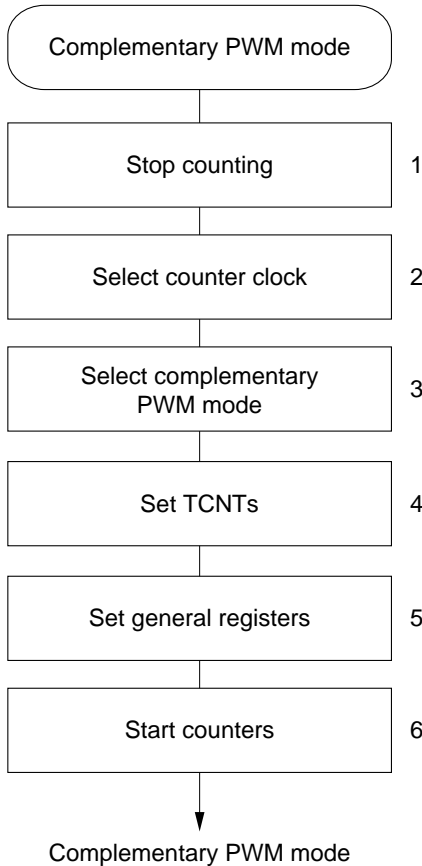 Complementary PWM mode
Stop counting 1
Select counter clock 2
Select complementary
PWM mode 3
Set TCNTs 4
Set general registers 5
Start counters 6
Complementary PWM mode